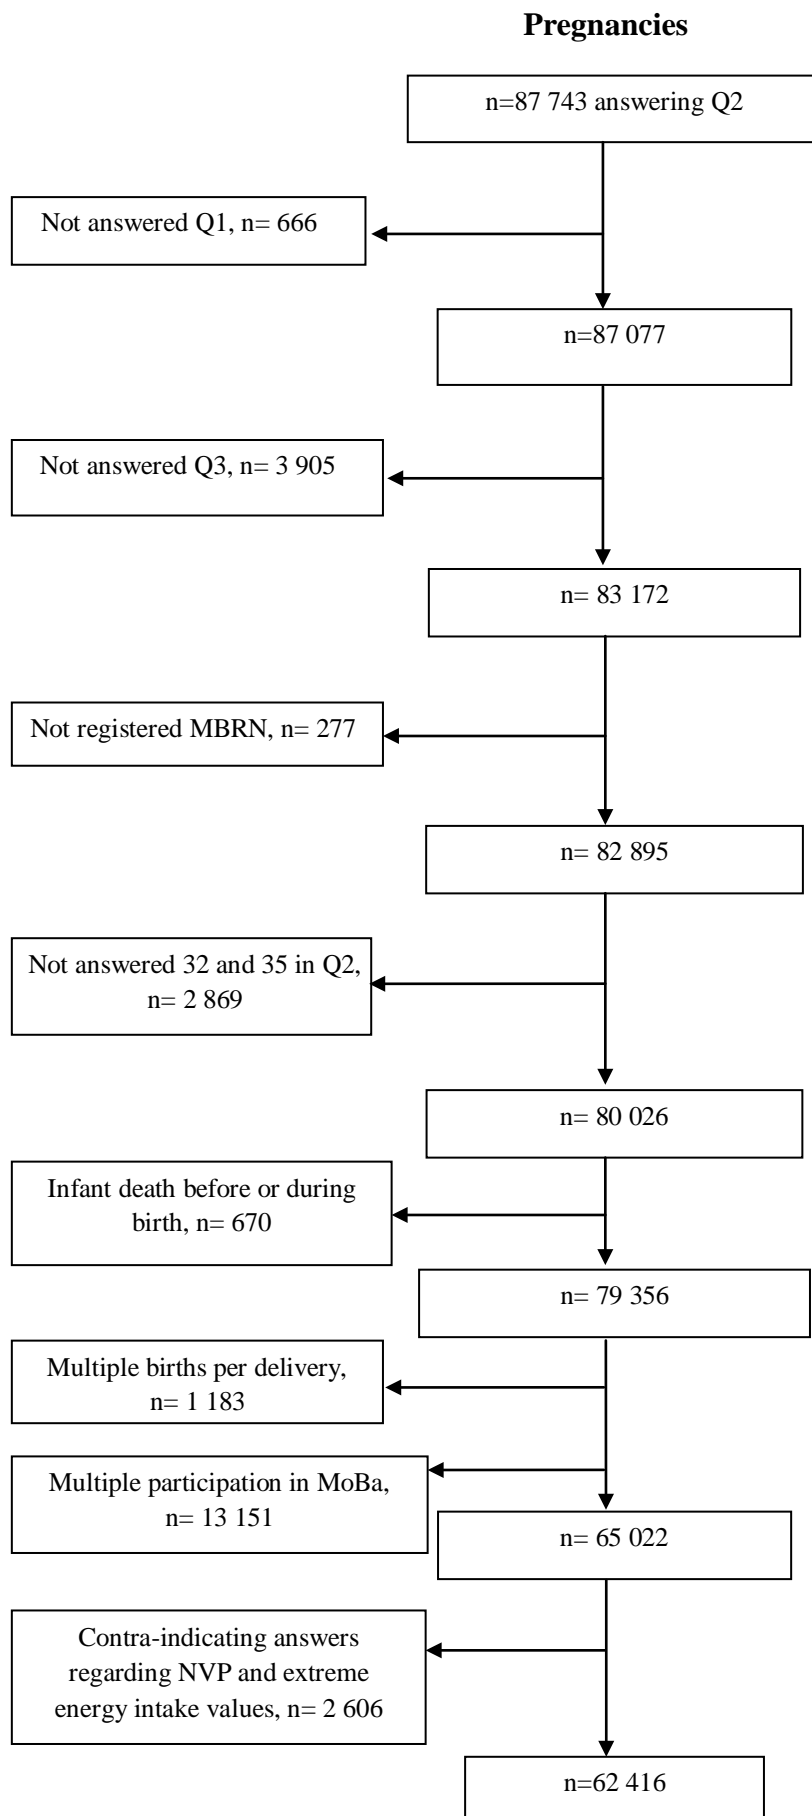 Pregnancies
n=87 743 answering Q2
Not answered Q1, n= 666
n=87 077
Not answered Q3, n= 3 905
n= 83 172
Not registered MBRN, n= 277
n= 82 895
Not answered 32 and 35 in Q2,
n= 2 869
n= 80 026
Infant death before or during
birth, n= 670
n= 79 356
Multiple births per delivery,
n= 1 183
Multiple participation in MoBa,
n= 13 151
n= 65 022
Contra-indicating answers
regarding NVP and extreme
energy intake values, n= 2 606
n=62 416